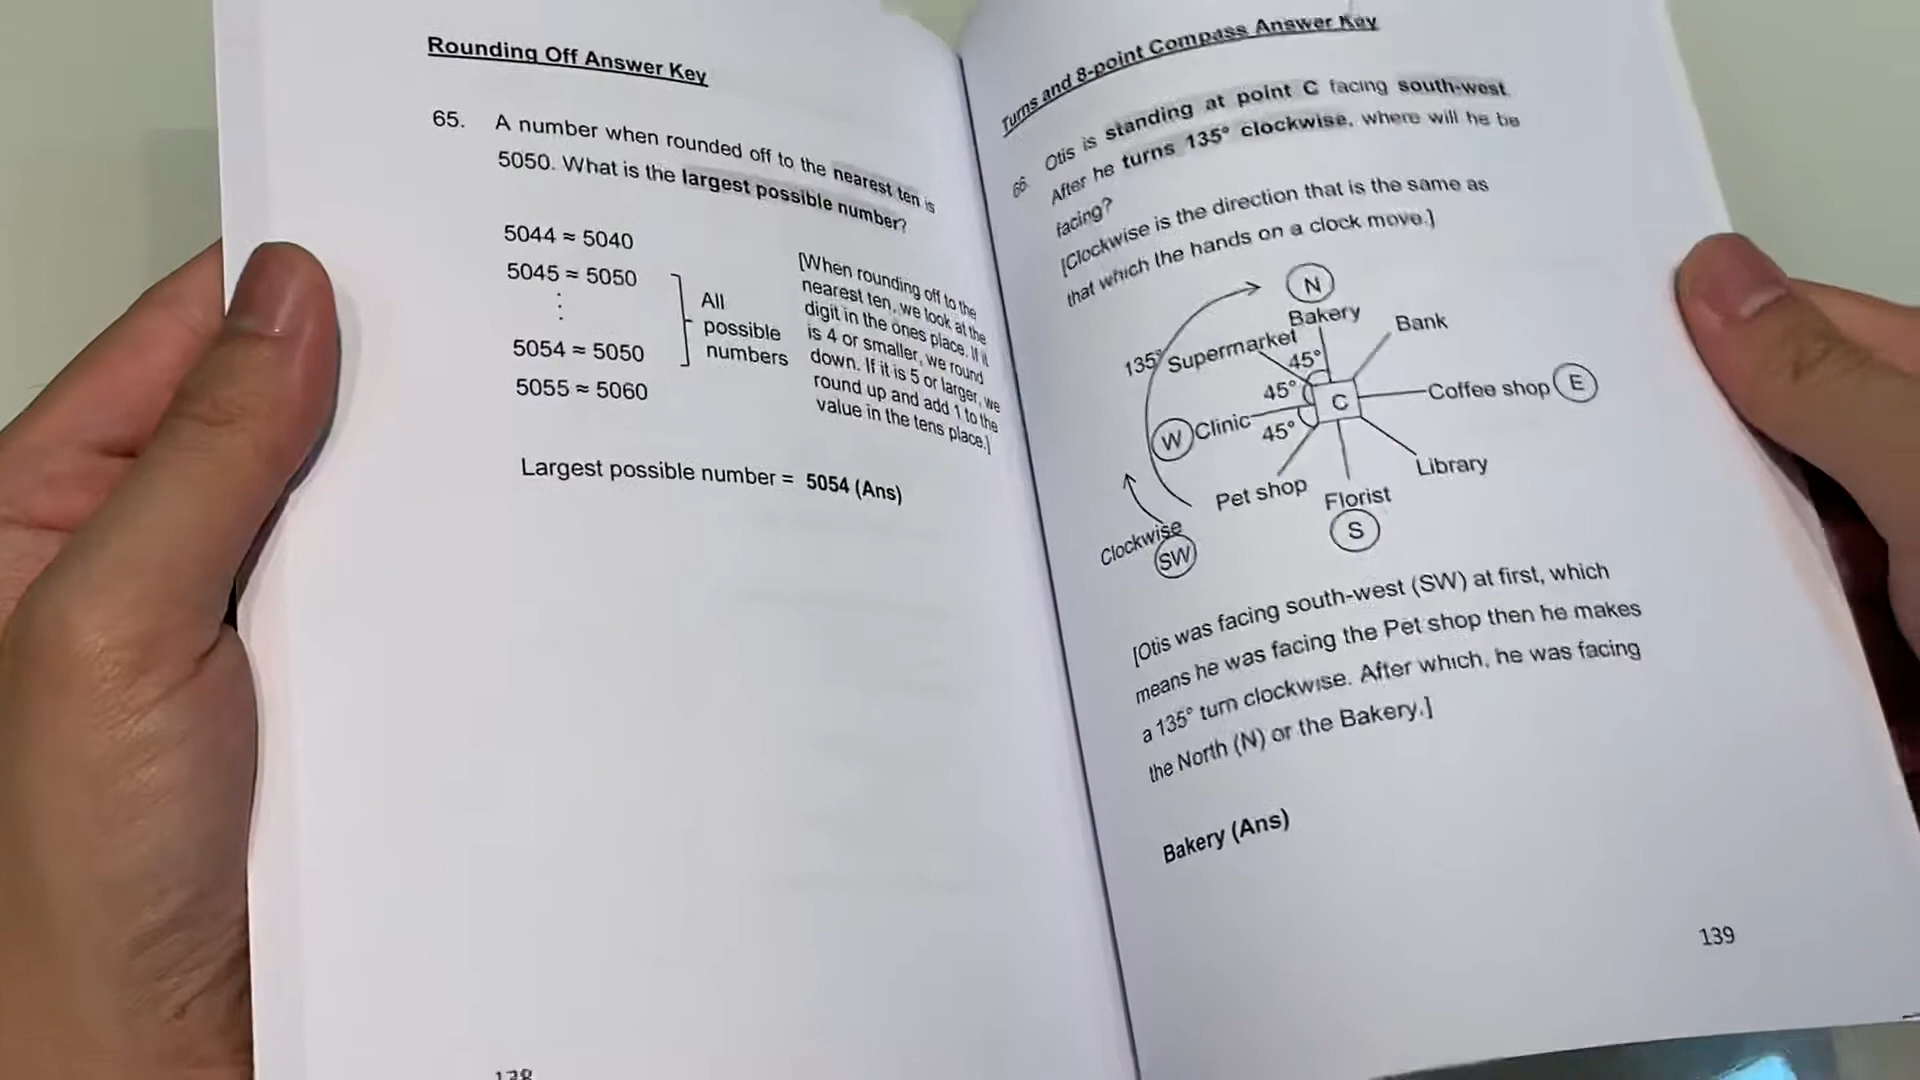 Rounding Off Answer Key
65. A number when rounded off to the nearest ten is
5050. What is the largest possible number?
5044 ≈ 5040
5045 ≈ 5050
⋮
5054 ≈ 5050
5055 ≈ 5060
All
possible
numbers
[When rounding off to the
nearest ten, we look at the
digit in the ones place. If it
is 4 or smaller, we round
down. If it is 5 or larger, we
round up and add 1 to the
value in the tens place.]
Largest possible number = 5054 (Ans)
138
Turns and 8-point Compass Answer Key
66. Otis is standing at point C facing south-west.
After he turns 135° clockwise, where will he be
facing?
[Clockwise is the direction that is the same as
that which the hands on a clock move.]
N
Bakery
Bank
135°
Supermarket
45°
45°
Coffee shop
E
C
W
Clinic
45°
Library
Pet shop
Florist
S
Clockwise
SW
[Otis was facing south-west (SW) at first, which
means he was facing the Pet shop then he makes
a 135° turn clockwise. After which, he was facing
the North (N) or the Bakery.]
Bakery (Ans)
139